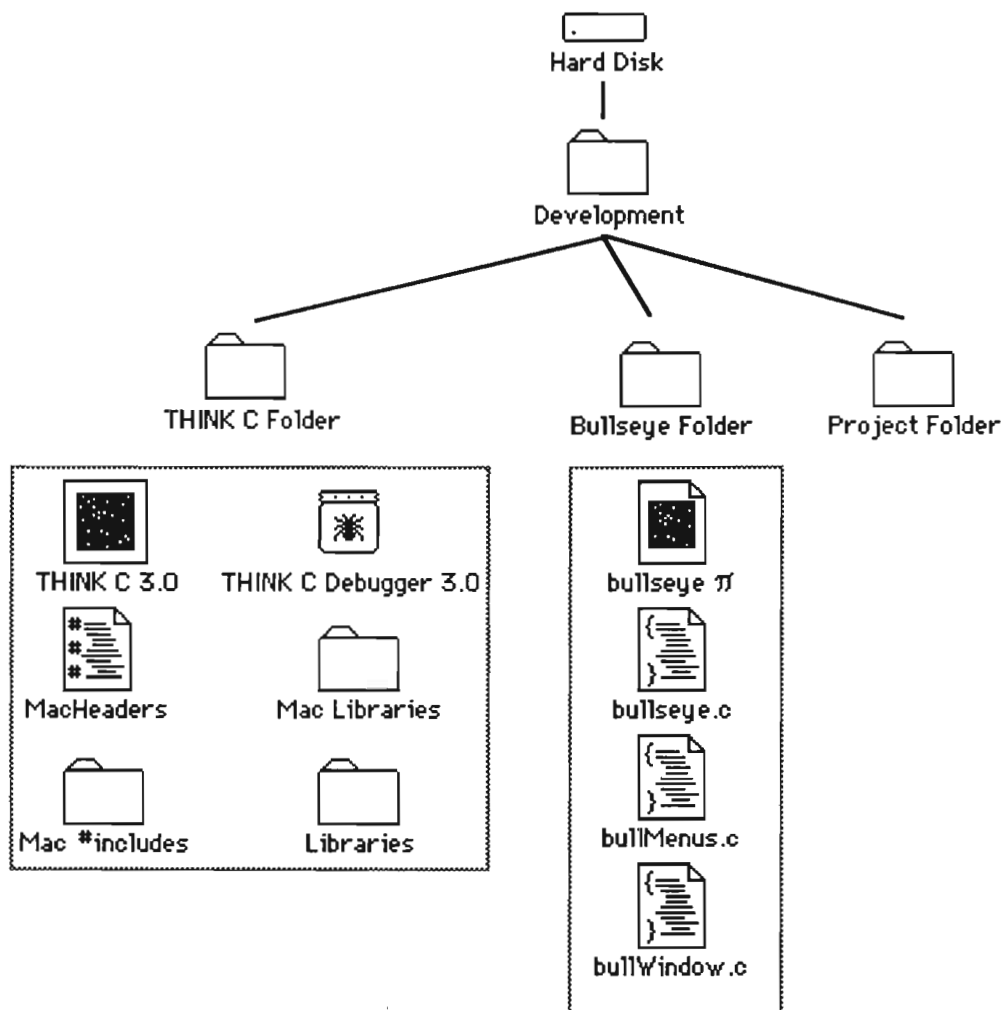 Hard Disk
Development
THINK C Folder
Bullseye Folder
Project Folder
THINK C 3.0
THINK C Debugger 3.0
MacHeaders
Mac Libraries
Mac #includes
Libraries
bullseye π
bullseye.c
bullMenus.c
bullWindow.c